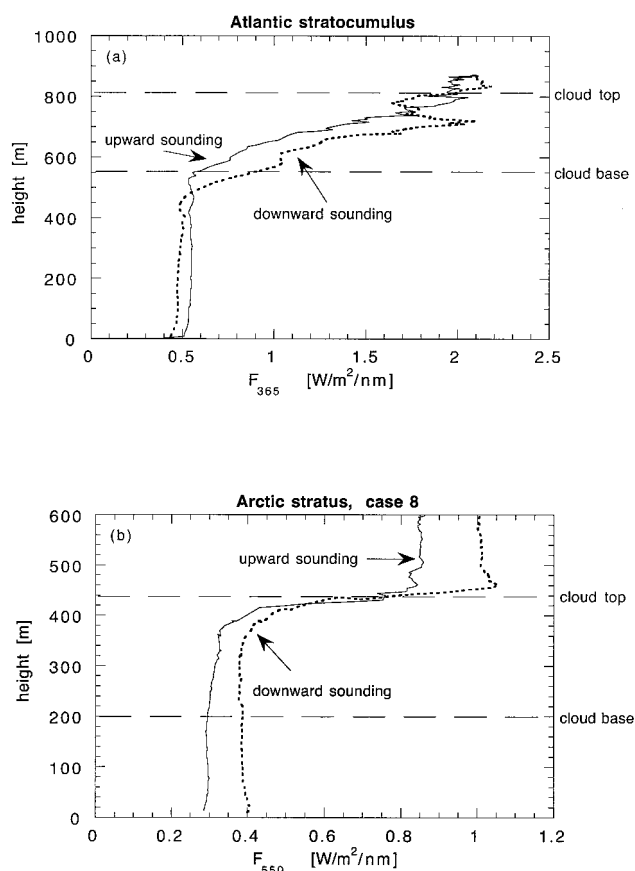 Atlantic stratocumulus
1000
(a)
800
cloud top
upward sounding
600
cloud base
height [m]
downward sounding
400
200
0
0 0.5 1 1.5 2 2.5
F365 [W/m²/nm]
Arctic stratus, case 8
600
(b)
upward sounding
500
cloud top
400
height [m]
300
downward sounding
200
cloud base
100
0
0 0.2 0.4 0.6 0.8 1 1.2
F550 [W/m²/nm]